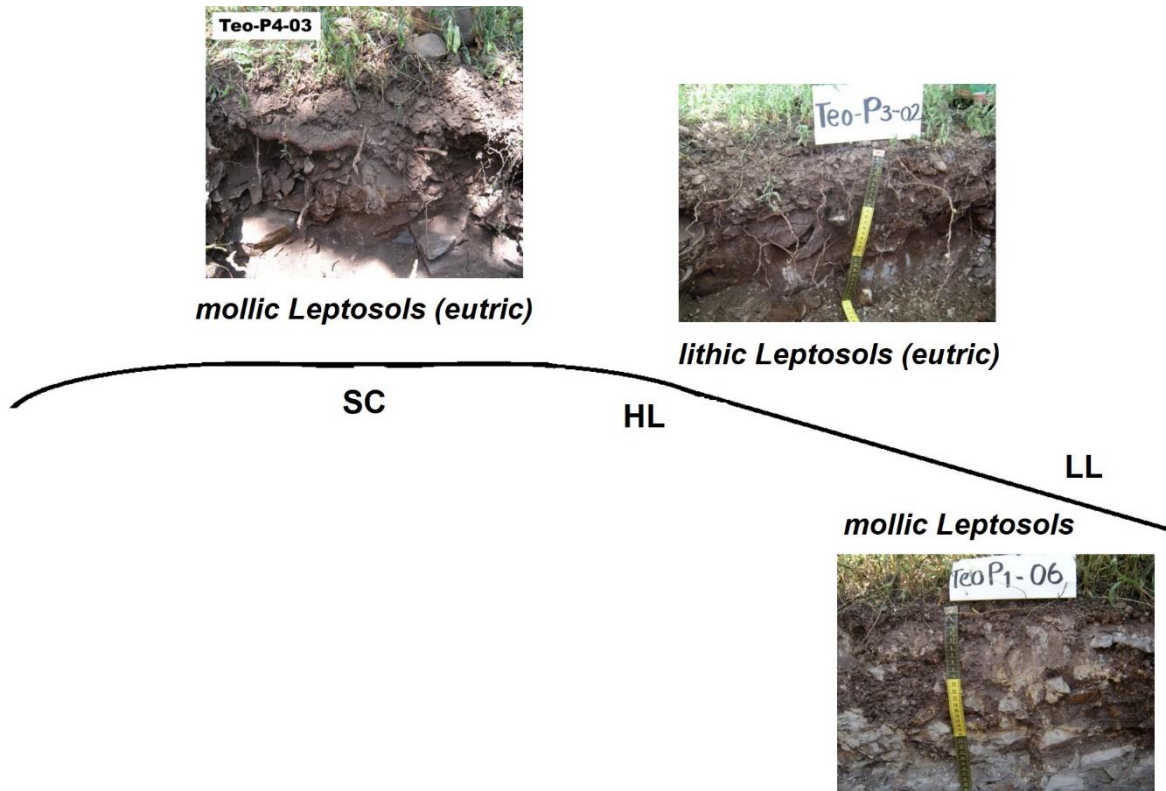 Teo-P4-03
Teo-P3-02
mollic Leptosols (eutric)
lithic Leptosols (eutric)
SC
HL
LL
mollic Leptosols
Teo P1-06